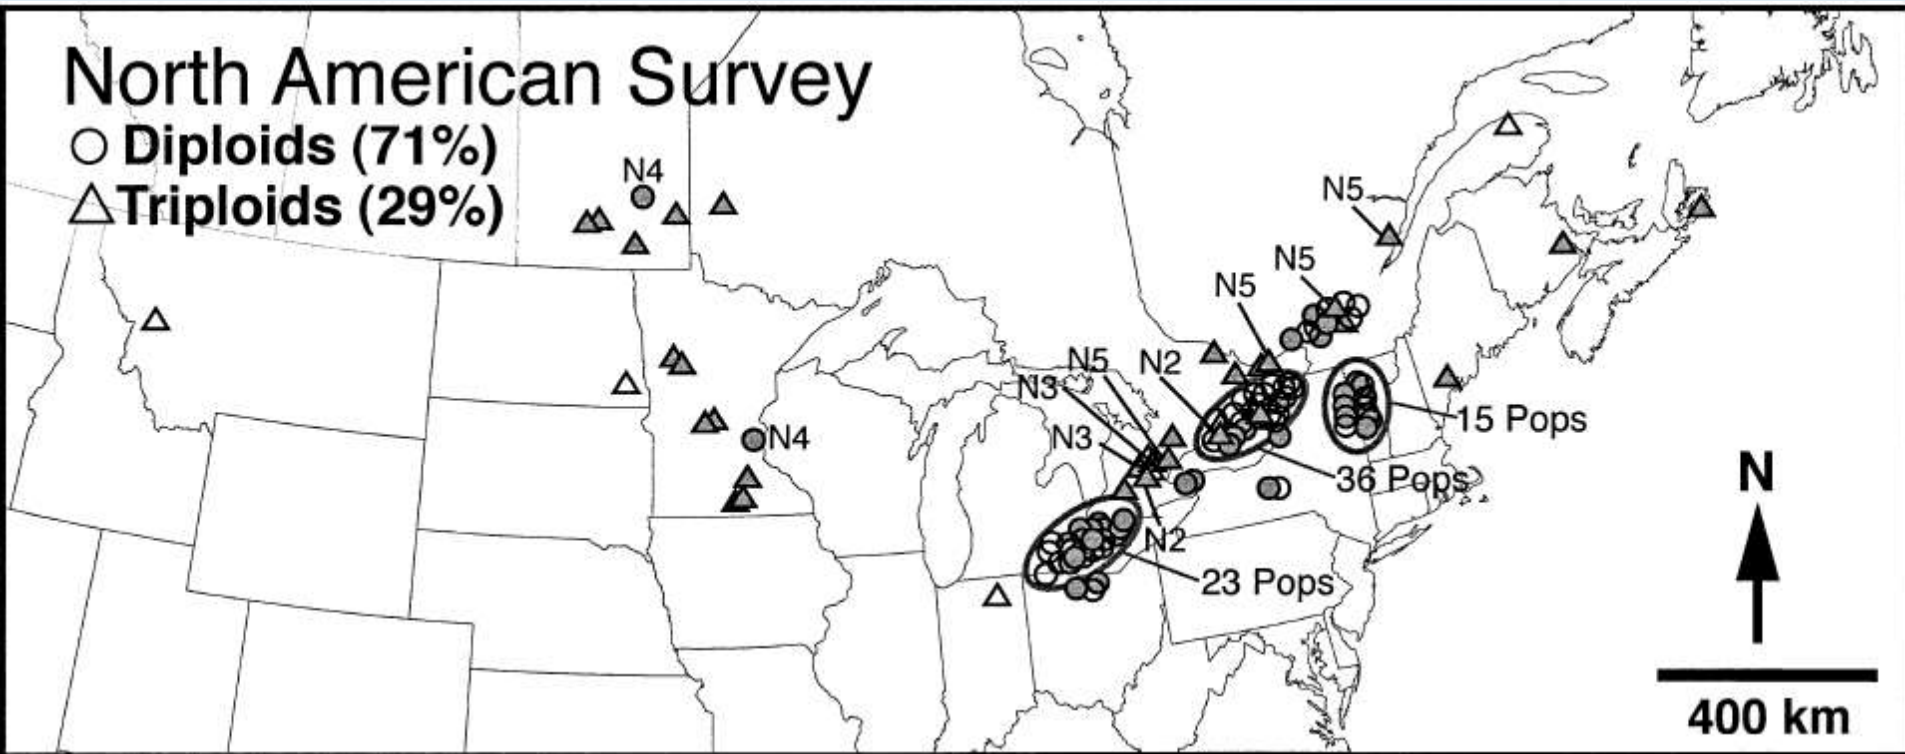 North American Survey
Diploids (71%)
Triploids (29%)
N4
N5
N5
N5
N5
N2
N3
N3
N4
15 Pops
36 Pops
N2
23 Pops
N
400 km